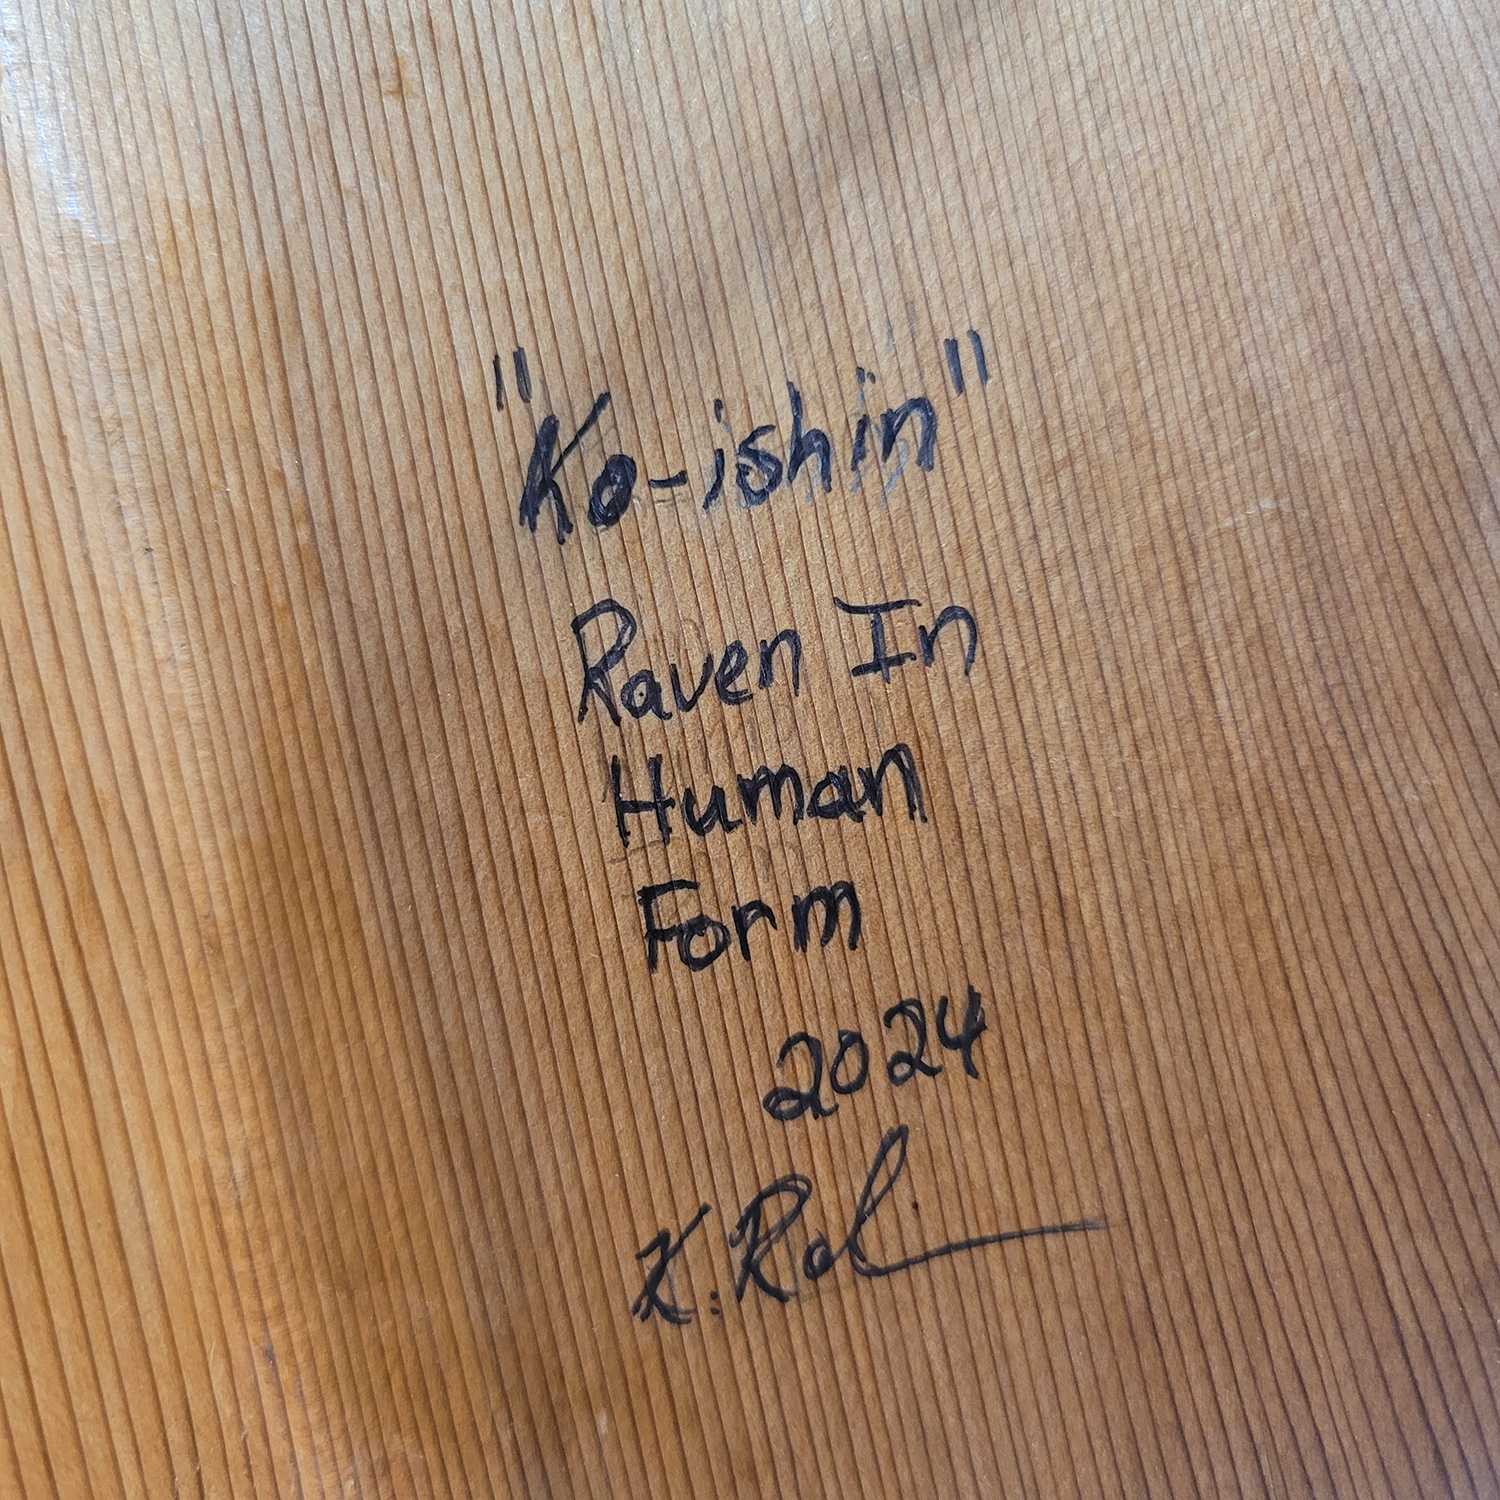 "Ko-ishin"
Raven In
Human
Form
2024
K.